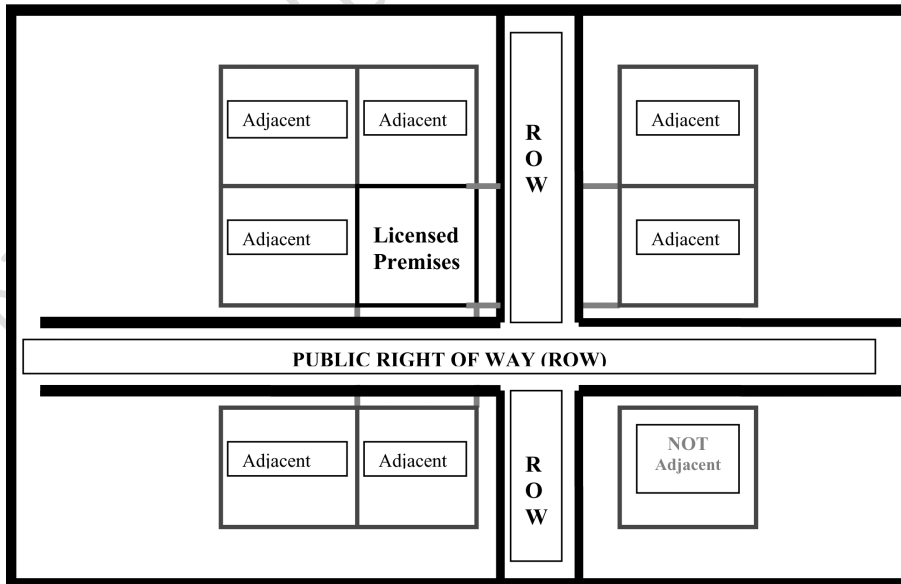 Adjacent
Adjacent
R
O
W
Adjacent
Adjacent
Licensed
Premises
Adjacent
PUBLIC RIGHT OF WAY (ROW)
Adjacent
Adjacent
R
O
W
NOT
Adjacent